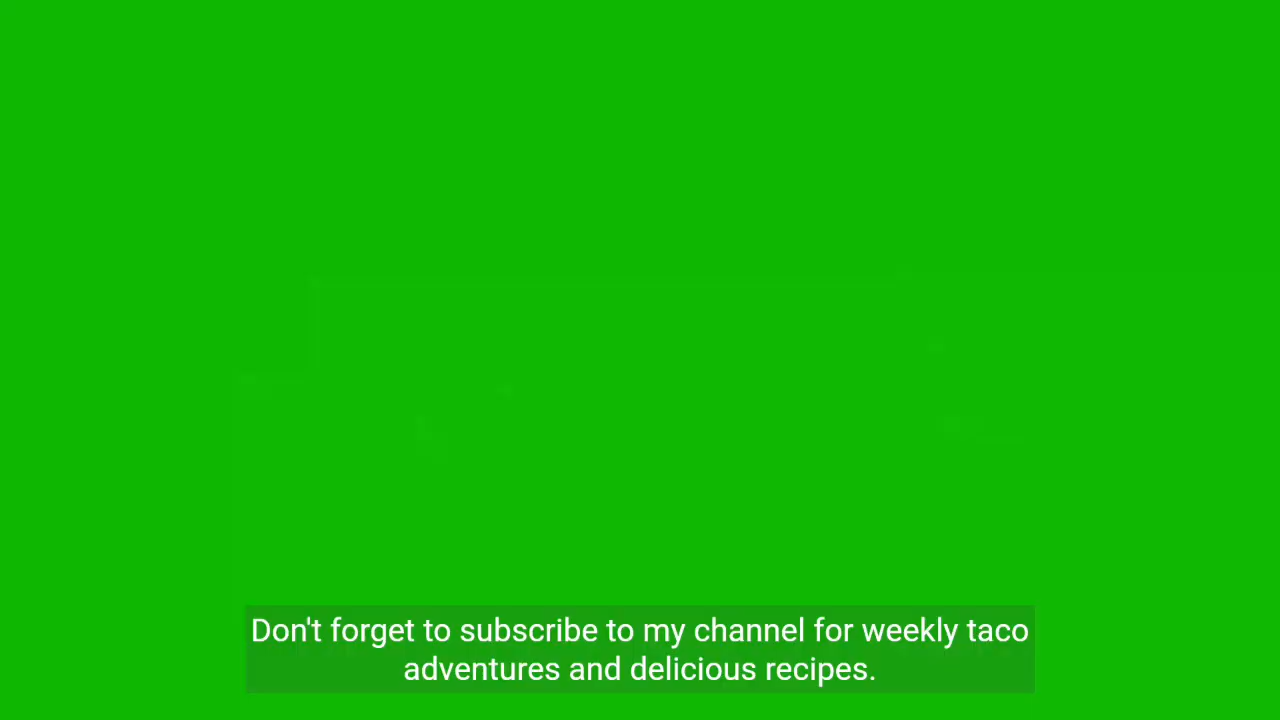 Don't forget to subscribe to my channel for weekly taco
adventures and delicious recipes.